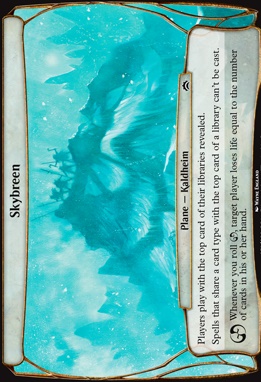 Skybreen
Plane — Kaldheim
Players play with the top card of their libraries revealed.
Spells that share a card type with the top card of a library can't be cast.
Whenever you roll , target player loses life equal to the number
of cards in his or her hand.
Wayne England